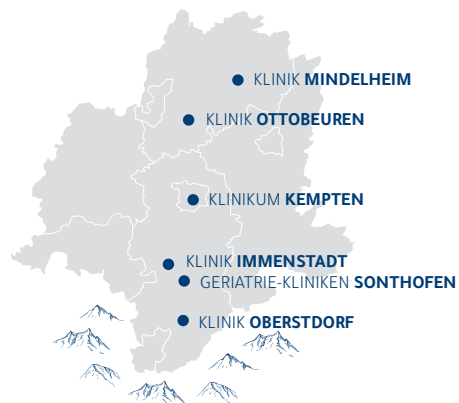 KLINIK MINDELHEIM
KLINIK OTTOBEUREN
KLINIKUM KEMPTEN
KLINIK IMMENSTADT
GERIATRIE-KLINIKEN SONTHOFEN
KLINIK OBERSTDORF